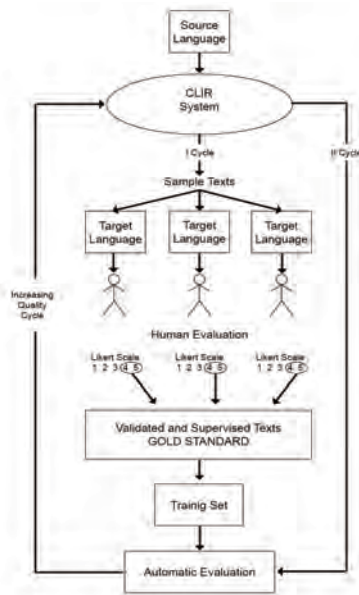 Source
Language
CLIR
System
I Cycle
II Cycle
Sample Texts
Target
Language
Target
Language
Target
Language
Increasing
Quality
Cycle
Human Evaluation
Likert Scale
1 2 3 4 5
Likert Scale
1 2 3 4 5
Likert Scale
1 2 3 4 5
Validated and Supervised Texts
GOLD STANDARD
Trainig Set
Automatic Evaluation